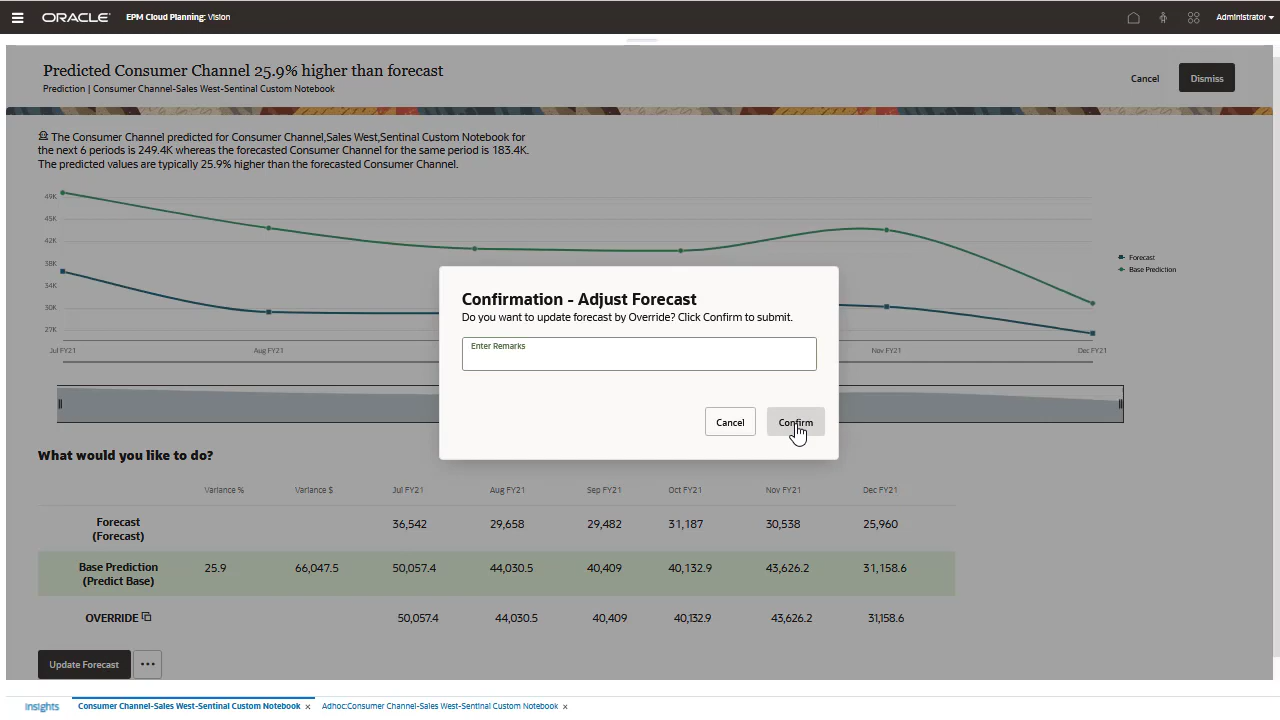 ORACLE EPM Cloud Planning: Vision Administrator
Predicted Consumer Channel 25.9% higher than forecast
Prediction | Consumer Channel-Sales West-Sentinal Custom Notebook
Cancel Dismiss
The Consumer Channel predicted for Consumer Channel,Sales West,Sentinal Custom Notebook for
the next 6 periods is 249.4K whereas the forecasted Consumer Channel for the same period is 183.4K.
The predicted values are typically 25.9% higher than the forecasted Consumer Channel.
49K
45K
42K
38K
34K
30K
27K
Jul FY21 Aug FY21 Nov FY21 Dec FY21
Forecast
Base Prediction
Confirmation - Adjust Forecast
Do you want to update forecast by Override? Click Confirm to submit.
Enter Remarks
Cancel Confirm
What would you like to do?
Variance % Variance $ Jul FY21 Aug FY21 Sep FY21 Oct FY21 Nov FY21 Dec FY21
Forecast
(Forecast) 36,542 29,658 29,482 31,187 30,538 25,960
Base Prediction
(Predict Base) 25.9 66,047.5 50,057.4 44,030.5 40,409 40,132.9 43,626.2 31,158.6
OVERRIDE 50,057.4 44,030.5 40,409 40,132.9 43,626.2 31,158.6
Update Forecast ...
Insights Consumer Channel-Sales West-Sentinal Custom Notebook × Adhoc:Consumer Channel-Sales West-Sentinal Custom Notebook ×